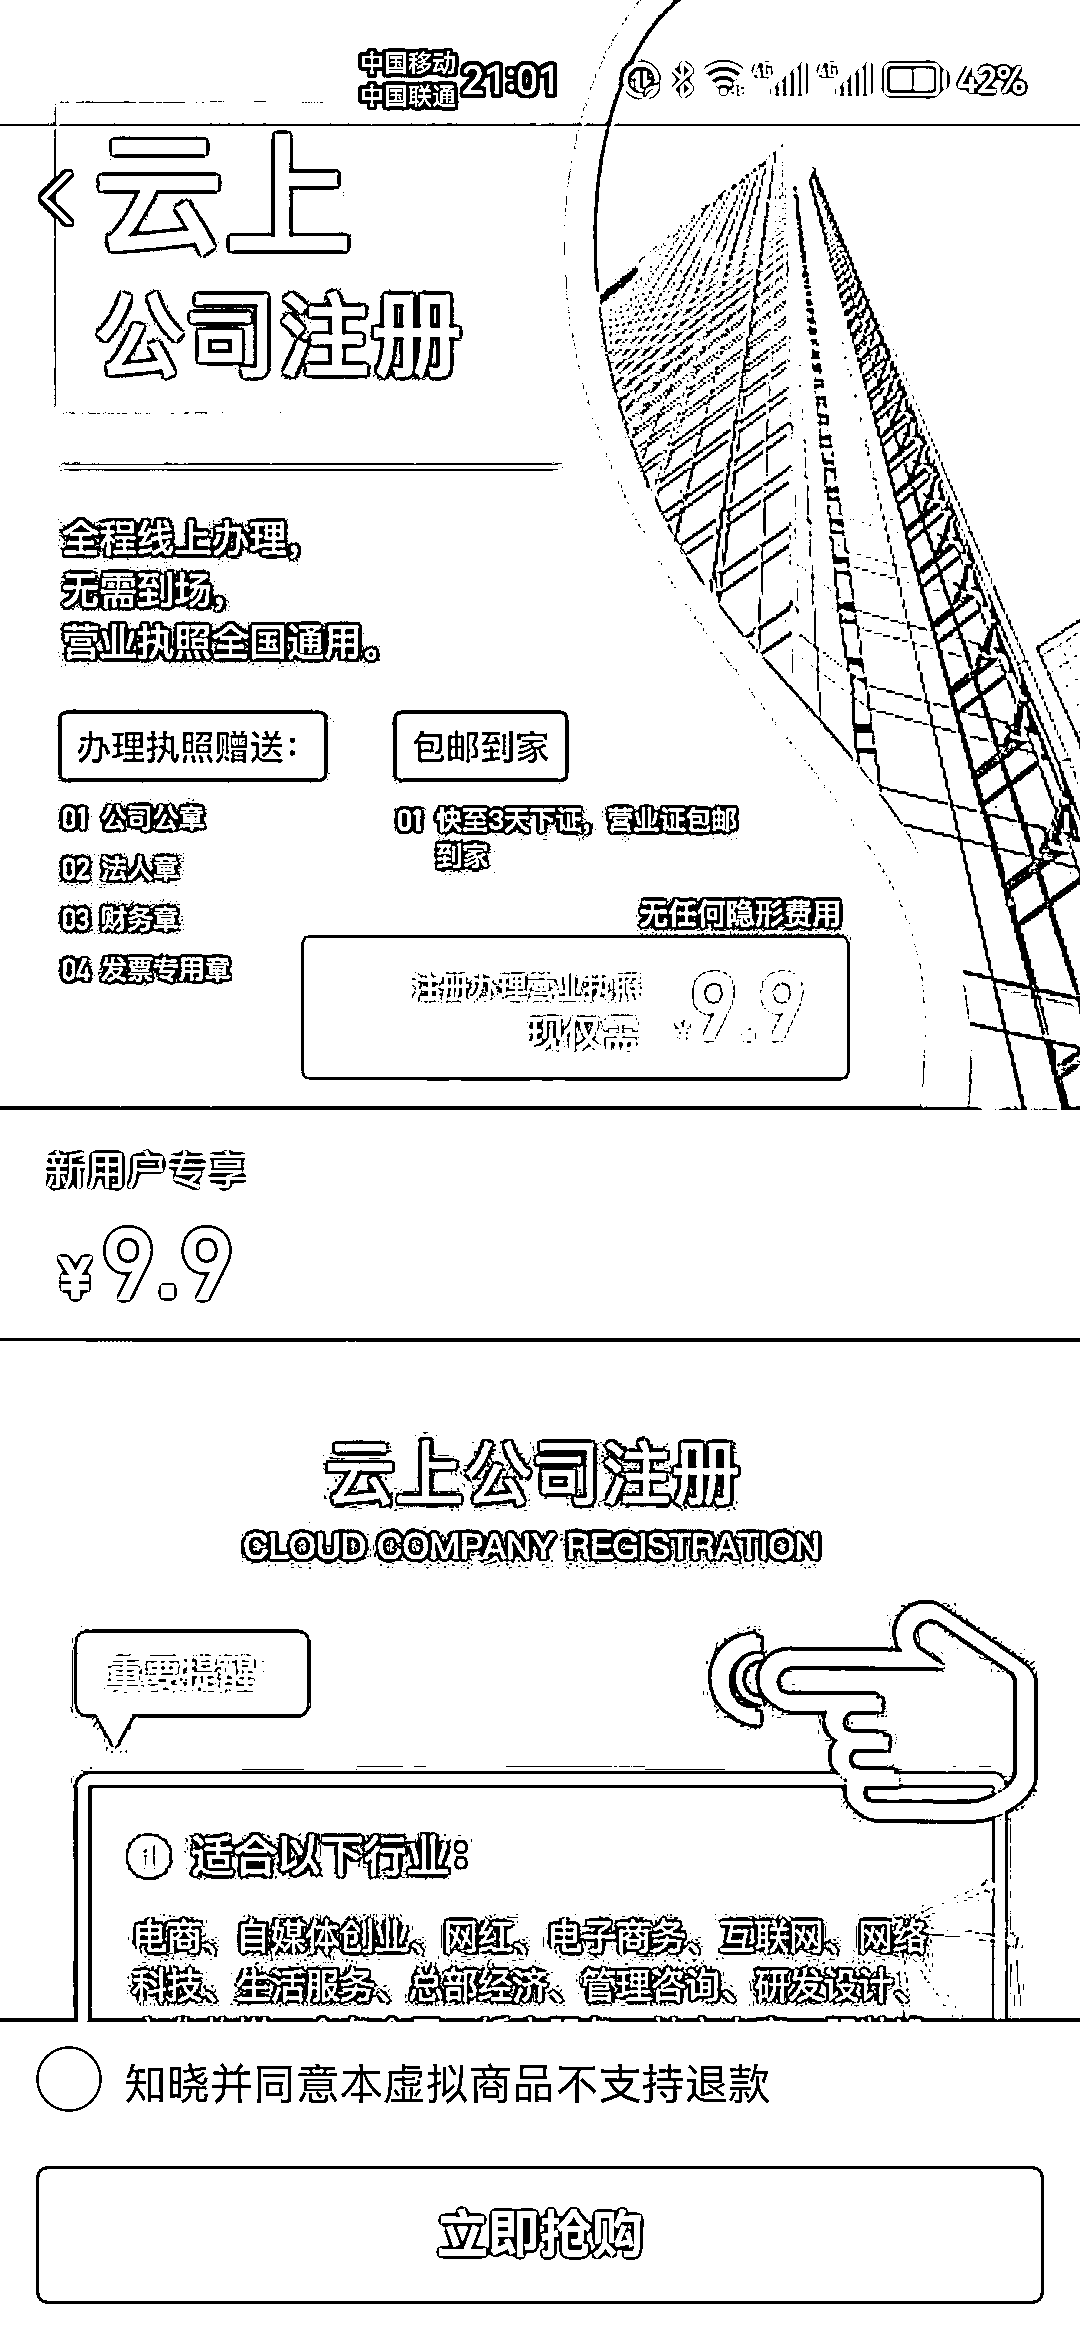 中国移动
中国联通
21:01
42%
云上
公司注册
全程线上办理,
无需到场,
营业执照全国通用。
办理执照赠送：
01 公司公章
02 法人章
03 财务章
04 发票专用章
包邮到家
01 快至3天下证，营业证包邮
到家
无任何隐形费用
注册办理营业执照
现仅需
¥9.9
新用户专享
¥9.9
云上公司注册
CLOUD COMPANY REGISTRATION
重要提醒
1 适合以下行业：
电商、自媒体创业、网红、电子商务、互联网、网络
科技、生活服务、总部经济、管理咨询、研发设计、
知晓并同意本虚拟商品不支持退款
立即抢购